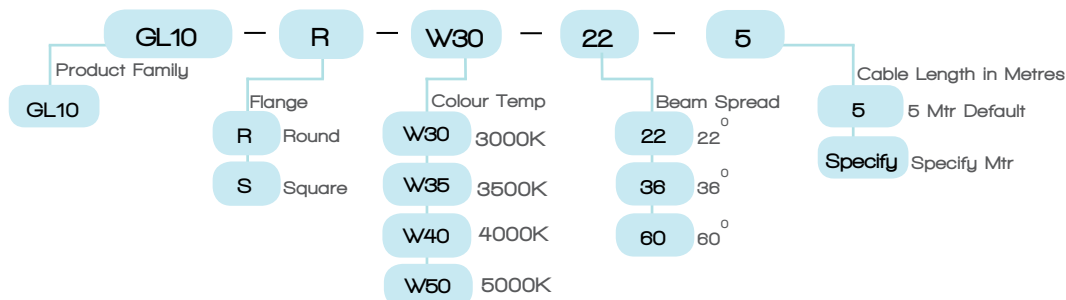 GL10 — R — W30 — 22 — 5
Product Family
GL10
Flange
R Round
S Square
Colour Temp
W30 3000K
W35 3500K
W40 4000K
W50 5000K
Beam Spread
22 22°
36 36°
60 60°
Cable Length in Metres
5 5 Mtr Default
Specify Specify Mtr